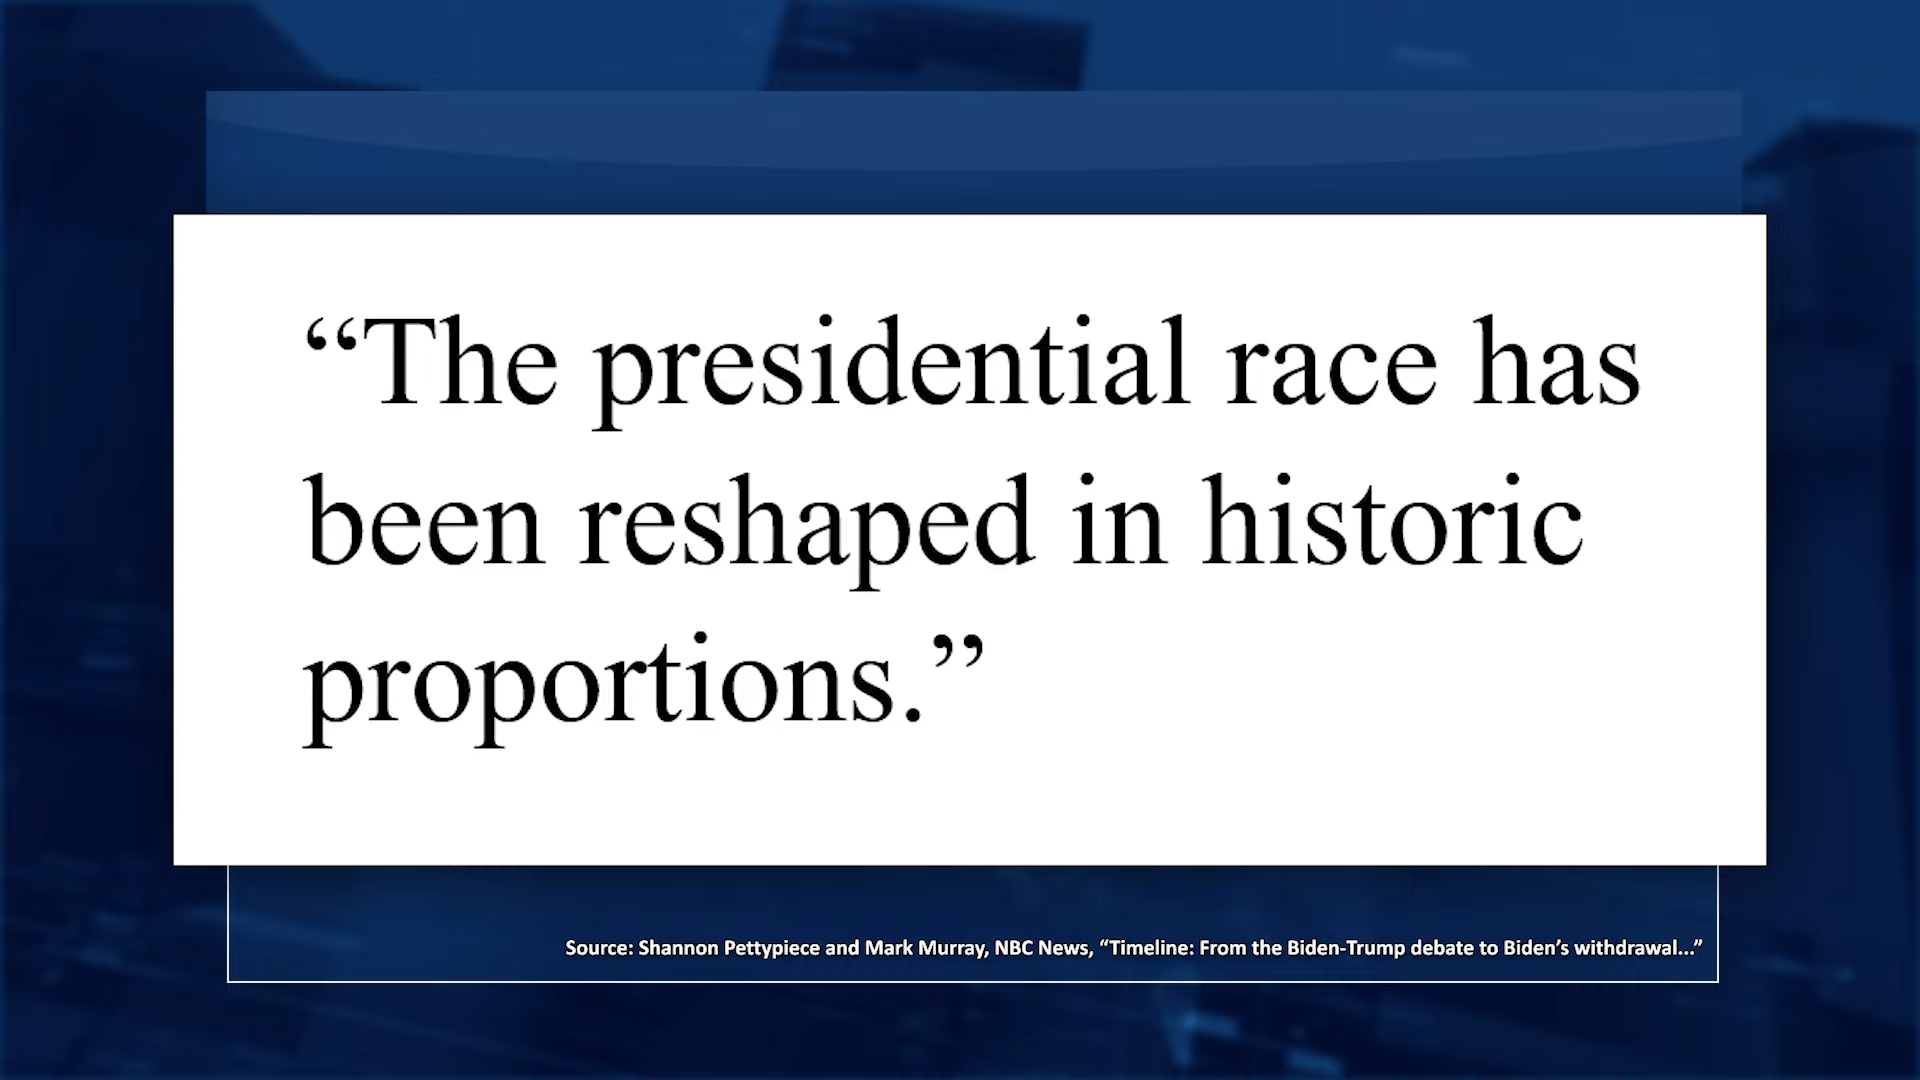 “The presidential race has
been reshaped in historic
proportions.”
Source: Shannon Pettypiece and Mark Murray, NBC News, “Timeline: From the Biden-Trump debate to Biden’s withdrawal...”